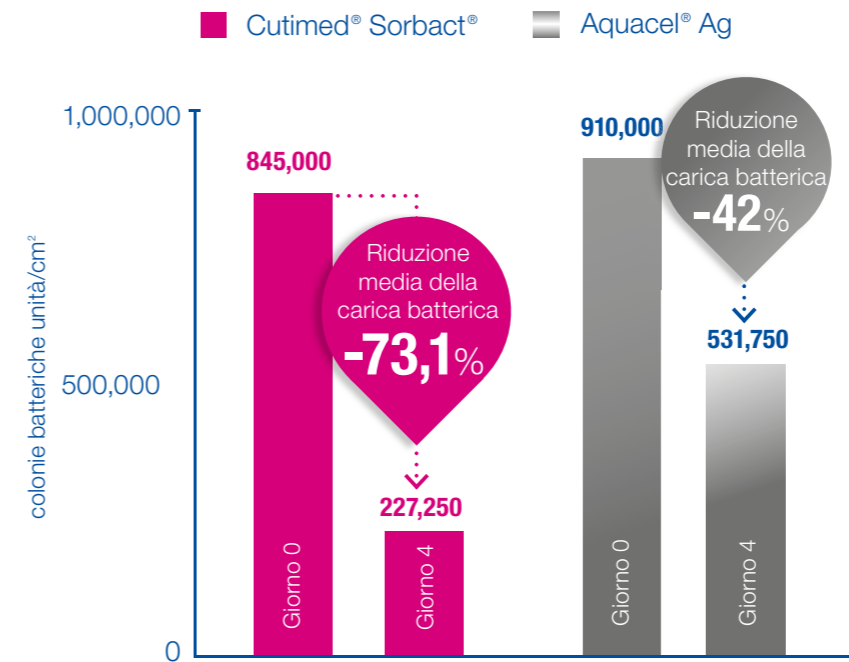 Cutimed® Sorbact®
Aquacel® Ag
colonie batteriche unità/cm²
1,000,000
500,000
0
845,000
Riduzione
media della
carica batterica
-73,1%
227,250
Giorno 0
Giorno 4
910,000
Riduzione
media della
carica batterica
-42%
531,750
Giorno 0
Giorno 4